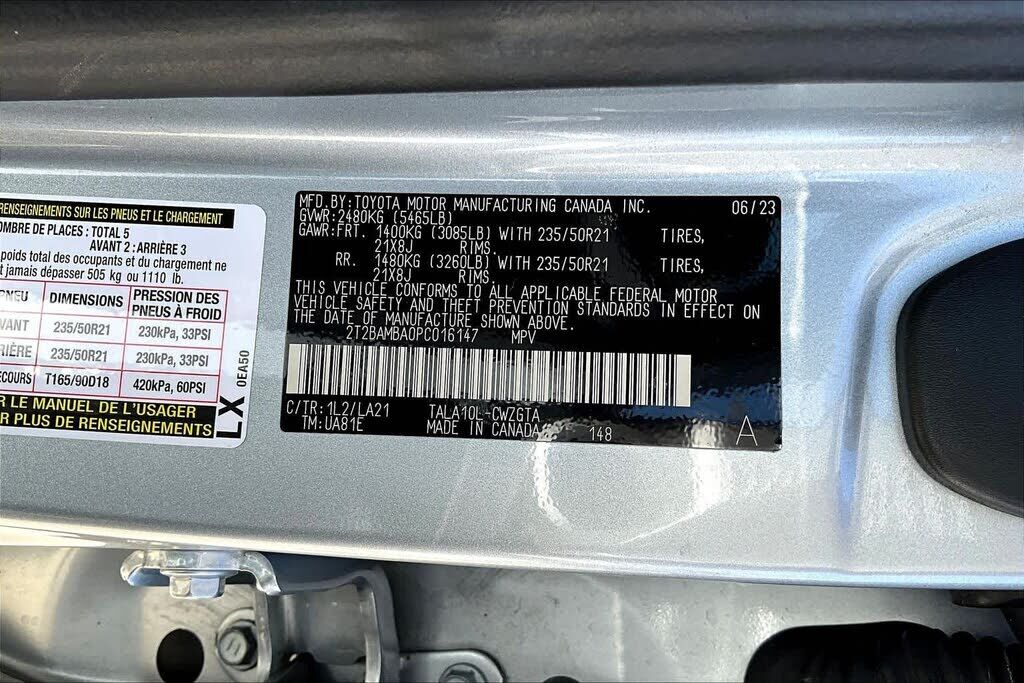 RENSEIGNEMENTS SUR LES PNEUS ET LE CHARGEMENT
OMBRE DE PLACES: TOTAL 5
AVANT 2: ARRIÈRE 3
poids total des occupants et du chargement ne
t jamais dépasser 505 kg ou 1110 lb.
PNEU DIMENSIONS PRESSION DES PNEUS À FROID
VANT 235/50R21 230kPa, 33PSI
RIÈRE 235/50R21 230kPa, 33PSI
ECOURS T165/90D18 420kPa, 60PSI
R LE MANUEL DE L'USAGER
R PLUS DE RENSEIGNEMENTS
LX 0EA50
MFD.BY:TOYOTA MOTOR MANUFACTURING CANADA INC. 06/23
GVWR:2480KG (5465LB)
GAWR:FRT. 1400KG (3085LB) WITH 235/50R21 TIRES,
21X8J RIMS.
RR. 1480KG (3260LB) WITH 235/50R21 TIRES,
21X8J RIMS.
THIS VEHICLE CONFORMS TO ALL APPLICABLE FEDERAL MOTOR
VEHICLE SAFETY AND THEFT PREVENTION STANDARDS IN EFFECT ON
THE DATE OF MANUFACTURE SHOWN ABOVE.
2T2BAMBA0PC016147 MPV
C/TR:1L2/LA21 TALA10L-CWZGTA
TM:UA81E MADE IN CANADA 148 A